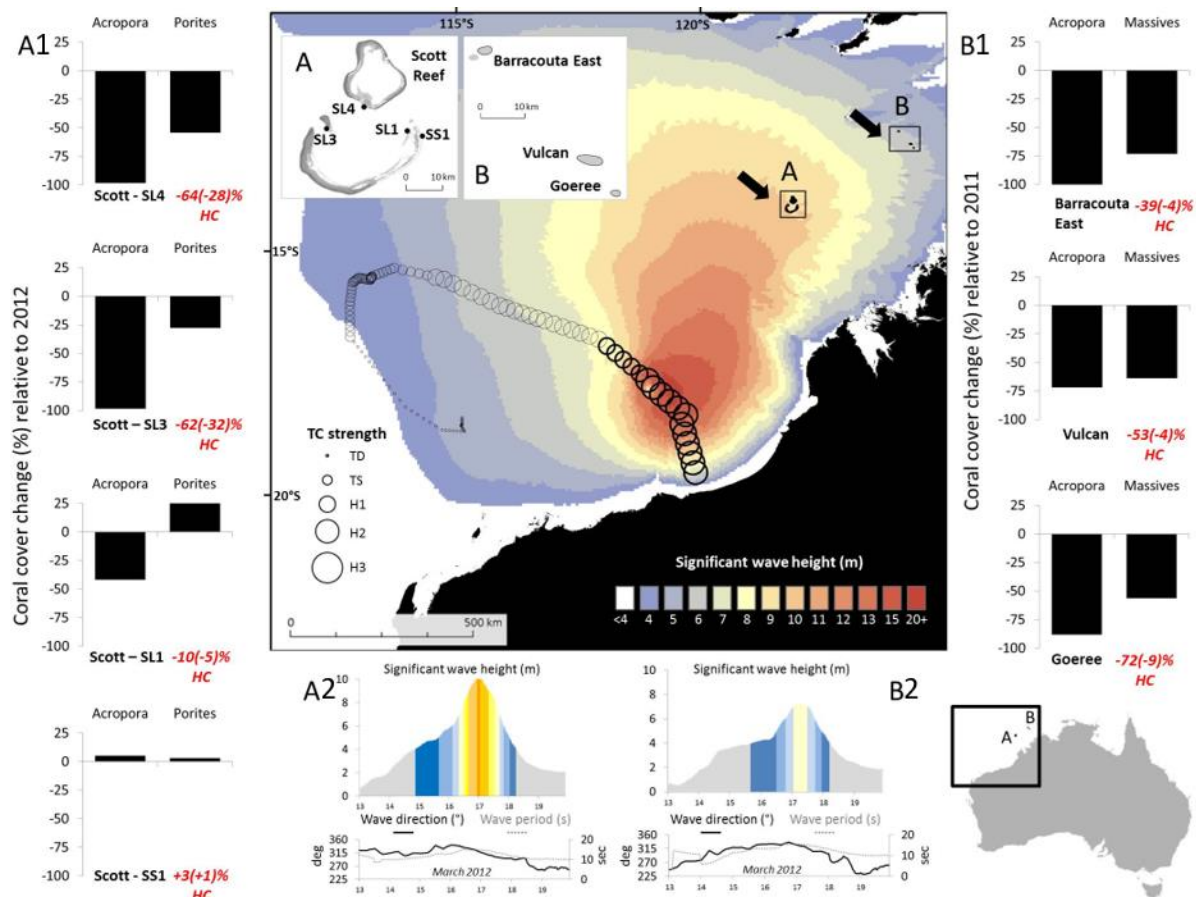 A1
Coral cover change (%) relative to 2012
Acropora Porites
25
0
-25
-50
-75
-100
Scott - SL4 -64(-28)%
HC
Acropora Porites
25
0
-25
-50
-75
-100
Scott – SL3 -62(-32)%
HC
Acropora Porites
25
0
-25
-50
-75
-100
Scott – SL1 -10(-5)%
HC
Acropora Porites
25
0
-25
-50
-75
-100
Scott - SS1 +3(+1)%
HC
115°S 120°S
15°S
20°S
A
Scott
Reef
SL4
SL3
SL1
SS1
0 10 km
Barracouta East
0 10 km
Vulcan
B
Goeree
B
A
TC strength
TD
TS
H1
H2
H3
0 500 km
Significant wave height (m)
<4 4 5 6 7 8 9 10 11 12 13 15 20+
A2
Significant wave height (m)
10
8
6
4
2
0
13 14 15 16 17 18 19
Wave direction (°) Wave period (s)
360
315
270
225
deg
20
10
0
sec
March 2012
13 14 15 16 17 18 19
B2
Significant wave height (m)
10
8
6
4
2
0
13 14 15 16 17 18 19
Wave direction (°) Wave period (s)
360
315
270
225
deg
20
10
0
sec
March 2012
13 14 15 16 17 18 19
B1
Coral cover change (%) relative to 2011
Acropora Massives
25
0
-25
-50
-75
-100
Barracouta -39(-4)%
East HC
Acropora Massives
25
0
-25
-50
-75
-100
Vulcan -53(-4)%
HC
Acropora Massives
25
0
-25
-50
-75
-100
Goeree -72(-9)%
HC
B
A